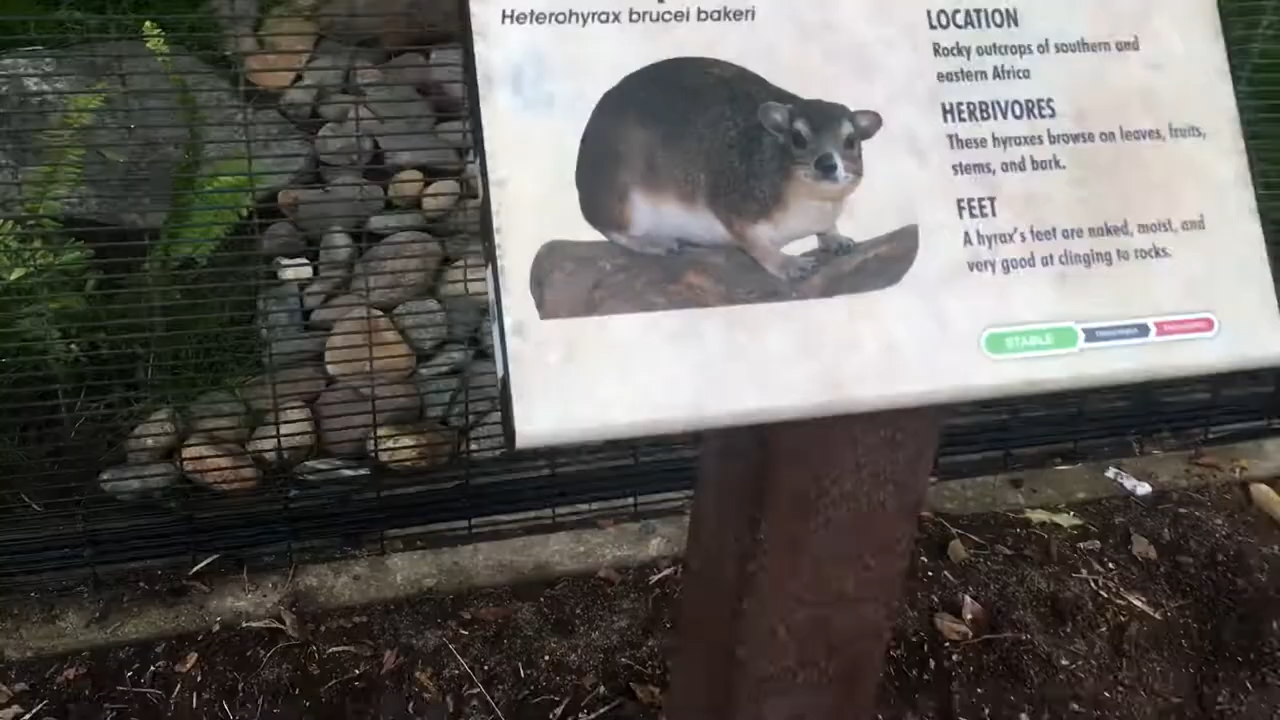 Heterohyrax brucei bakeri
LOCATION
Rocky outcrops of southern and
eastern Africa
HERBIVORES
These hyraxes browse on leaves, fruits,
stems, and bark.
FEET
A hyrax's feet are naked, moist, and
very good at clinging to rocks.
STABLE